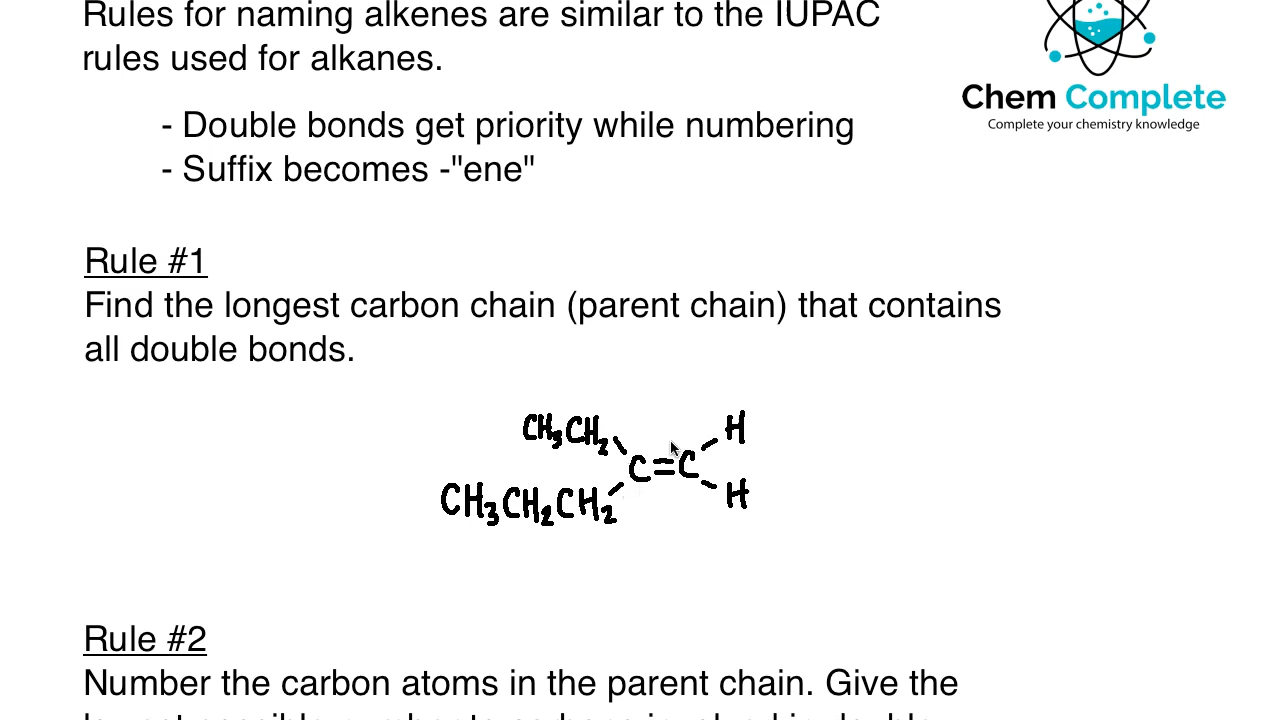 Rules for naming alkenes are similar to the IUPAC
rules used for alkanes.
Chem Complete
Complete your chemistry knowledge
- Double bonds get priority while numbering
- Suffix becomes -"ene"
Rule #1
Find the longest carbon chain (parent chain) that contains
all double bonds.
CH₃CH₂ H
C=C
CH₃CH₂CH₂ H
Rule #2
Number the carbon atoms in the parent chain. Give the